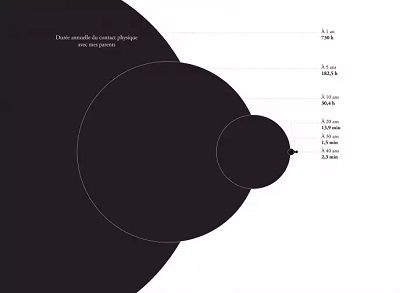 Durée annuelle du contact physique
avec mes parents
À 1 an
730 h
À 5 ans
182,5 h
À 10 ans
30,4 h
À 20 ans
13,9 min
À 30 ans
1,5 min
À 40 ans
2,3 min